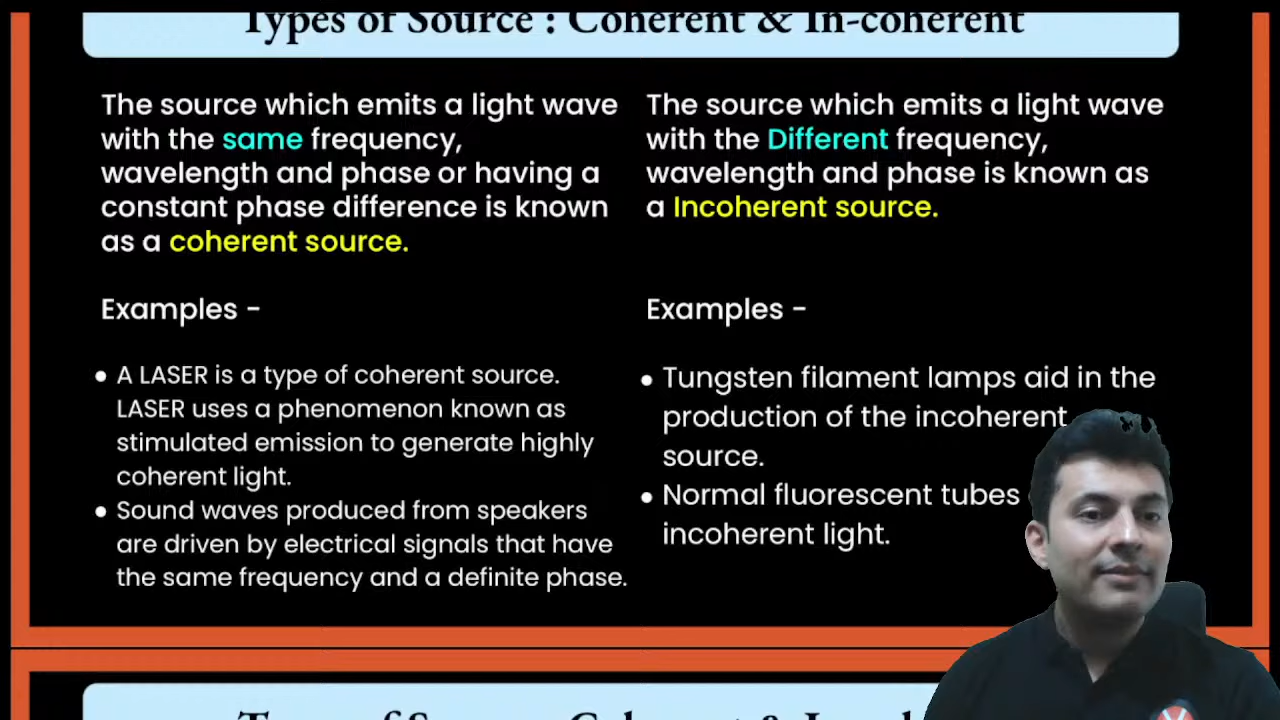 Types of Source : Coherent & In-coherent
The source which emits a light wave
with the same frequency,
wavelength and phase or having a
constant phase difference is known
as a coherent source.
Examples -
● A LASER is a type of coherent source.
LASER uses a phenomenon known as
stimulated emission to generate highly
coherent light.
● Sound waves produced from speakers
are driven by electrical signals that have
the same frequency and a definite phase.
The source which emits a light wave
with the Different frequency,
wavelength and phase is known as
a Incoherent source.
Examples -
● Tungsten filament lamps aid in the
production of the incoherent
source.
● Normal fluorescent tubes
incoherent light.
Types of Source : Coherent &